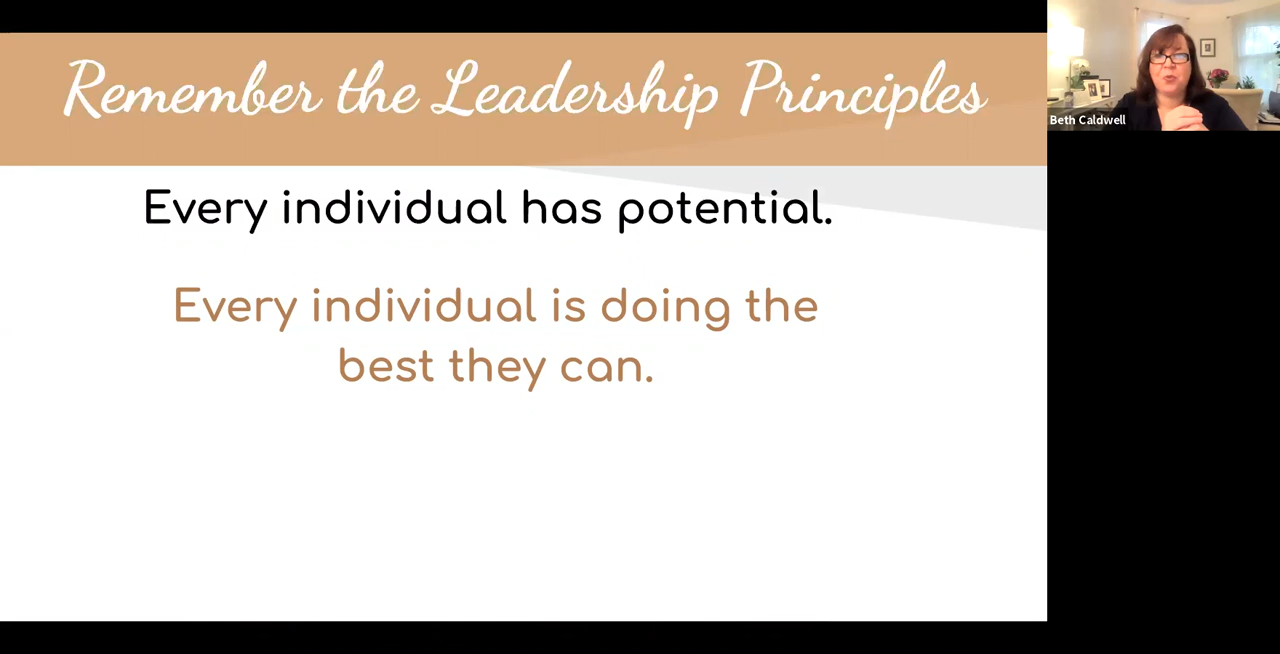 Remember the Leadership Principles
Every individual has potential.
Every individual is doing the
best they can.
Beth Caldwell